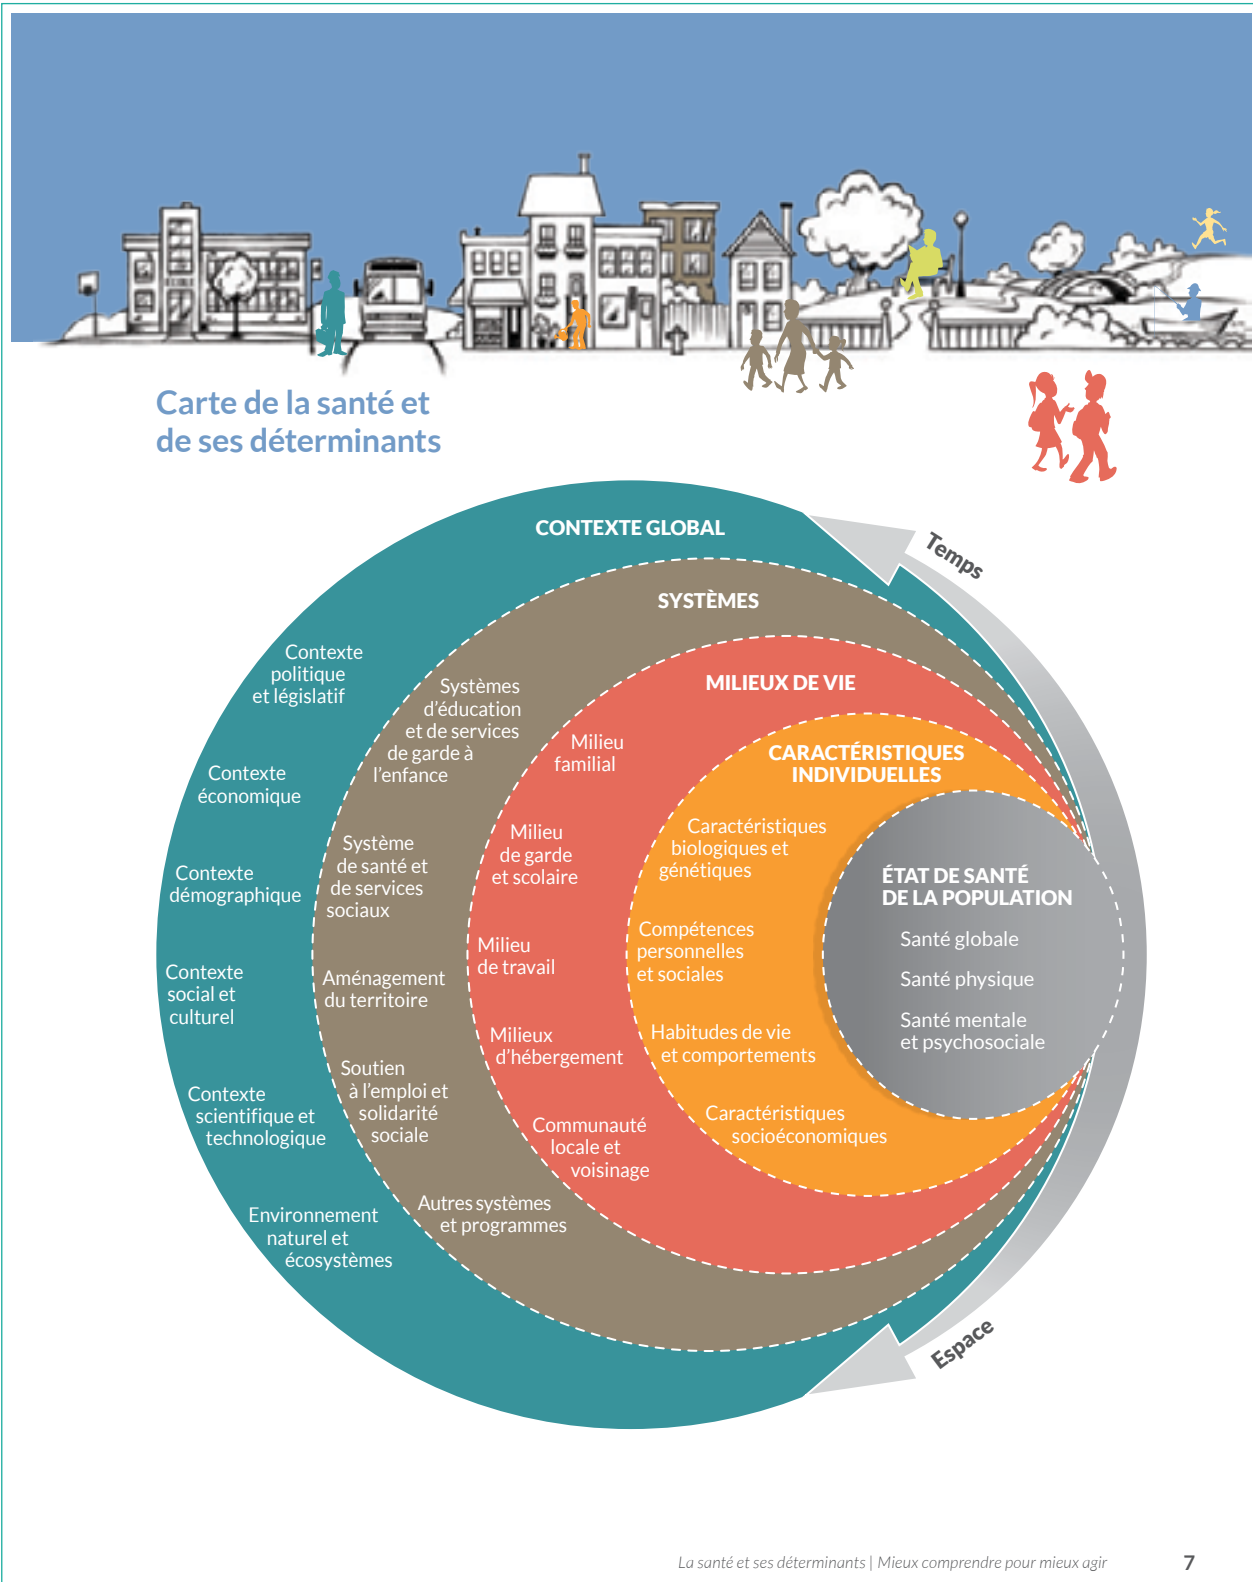 Carte de la santé et
de ses déterminants
CONTEXTE GLOBAL
Temps
SYSTÈMES
MILIEUX DE VIE
CARACTÉRISTIQUES
INDIVIDUELLES
ÉTAT DE SANTÉ
DE LA POPULATION
Santé globale
Santé physique
Santé mentale
et psychosociale
Contexte
politique
et législatif
Contexte
économique
Contexte
démographique
Contexte
social et
culturel
Contexte
scientifique et
technologique
Environnement
naturel et
écosystèmes
Systèmes
d’éducation
et de services
de garde à
l’enfance
Système
de santé et
de services
sociaux
Aménagement
du territoire
Soutien
à l’emploi et
solidarité
sociale
Autres systèmes
et programmes
Milieu
familial
Milieu
de garde
et scolaire
Milieu
de travail
Milieux
d’hébergement
Communauté
locale et
voisinage
Caractéristiques
biologiques et
génétiques
Compétences
personnelles
et sociales
Habitudes de vie
et comportements
Caractéristiques
socioéconomiques
Espace
La santé et ses déterminants | Mieux comprendre pour mieux agir
7